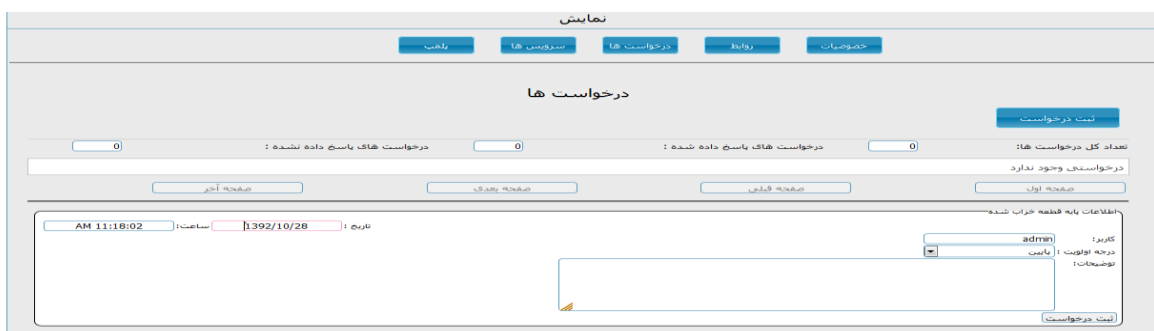 نمایش
خصوصیات روابط درخواست ها سرویس ها پلمپ
درخواست ها
ثبت درخواست
تعداد کل درخواست ها: 0 درخواست های پاسخ داده شده : 0 درخواست های پاسخ داده نشده : 0
درخواستی وجود ندارد
صفحه اول صفحه قبلی صفحه بعدی صفحه آخر
اطلاعات پایه قطعه خراب شده
تاریخ : 1392/10/28 ساعت: 11:18:02 AM
کاربر: admin
درجه اولویت : پایین
توضیحات:
ثبت درخواست